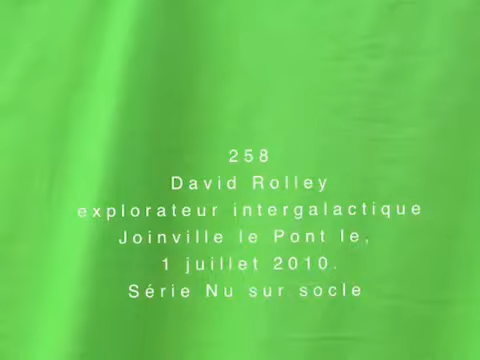 258
David Rolley
explorateur intergalactique
Joinville le Pont le,
1 juillet 2010.
Série Nu sur socle